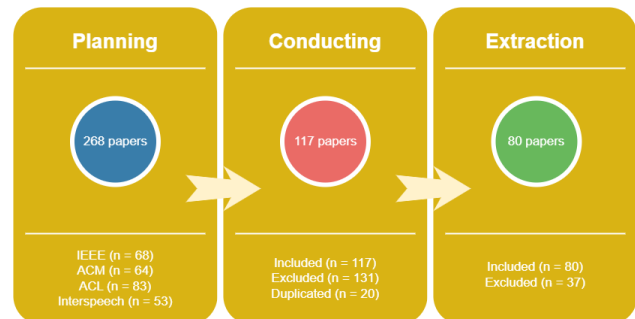 Planning
268 papers
IEEE (n = 68)
ACM (n = 64)
ACL (n = 83)
Interspeech (n = 53)
Conducting
117 papers
Included (n = 117)
Excluded (n = 131)
Duplicated (n = 20)
Extraction
80 papers
Included (n = 80)
Excluded (n = 37)